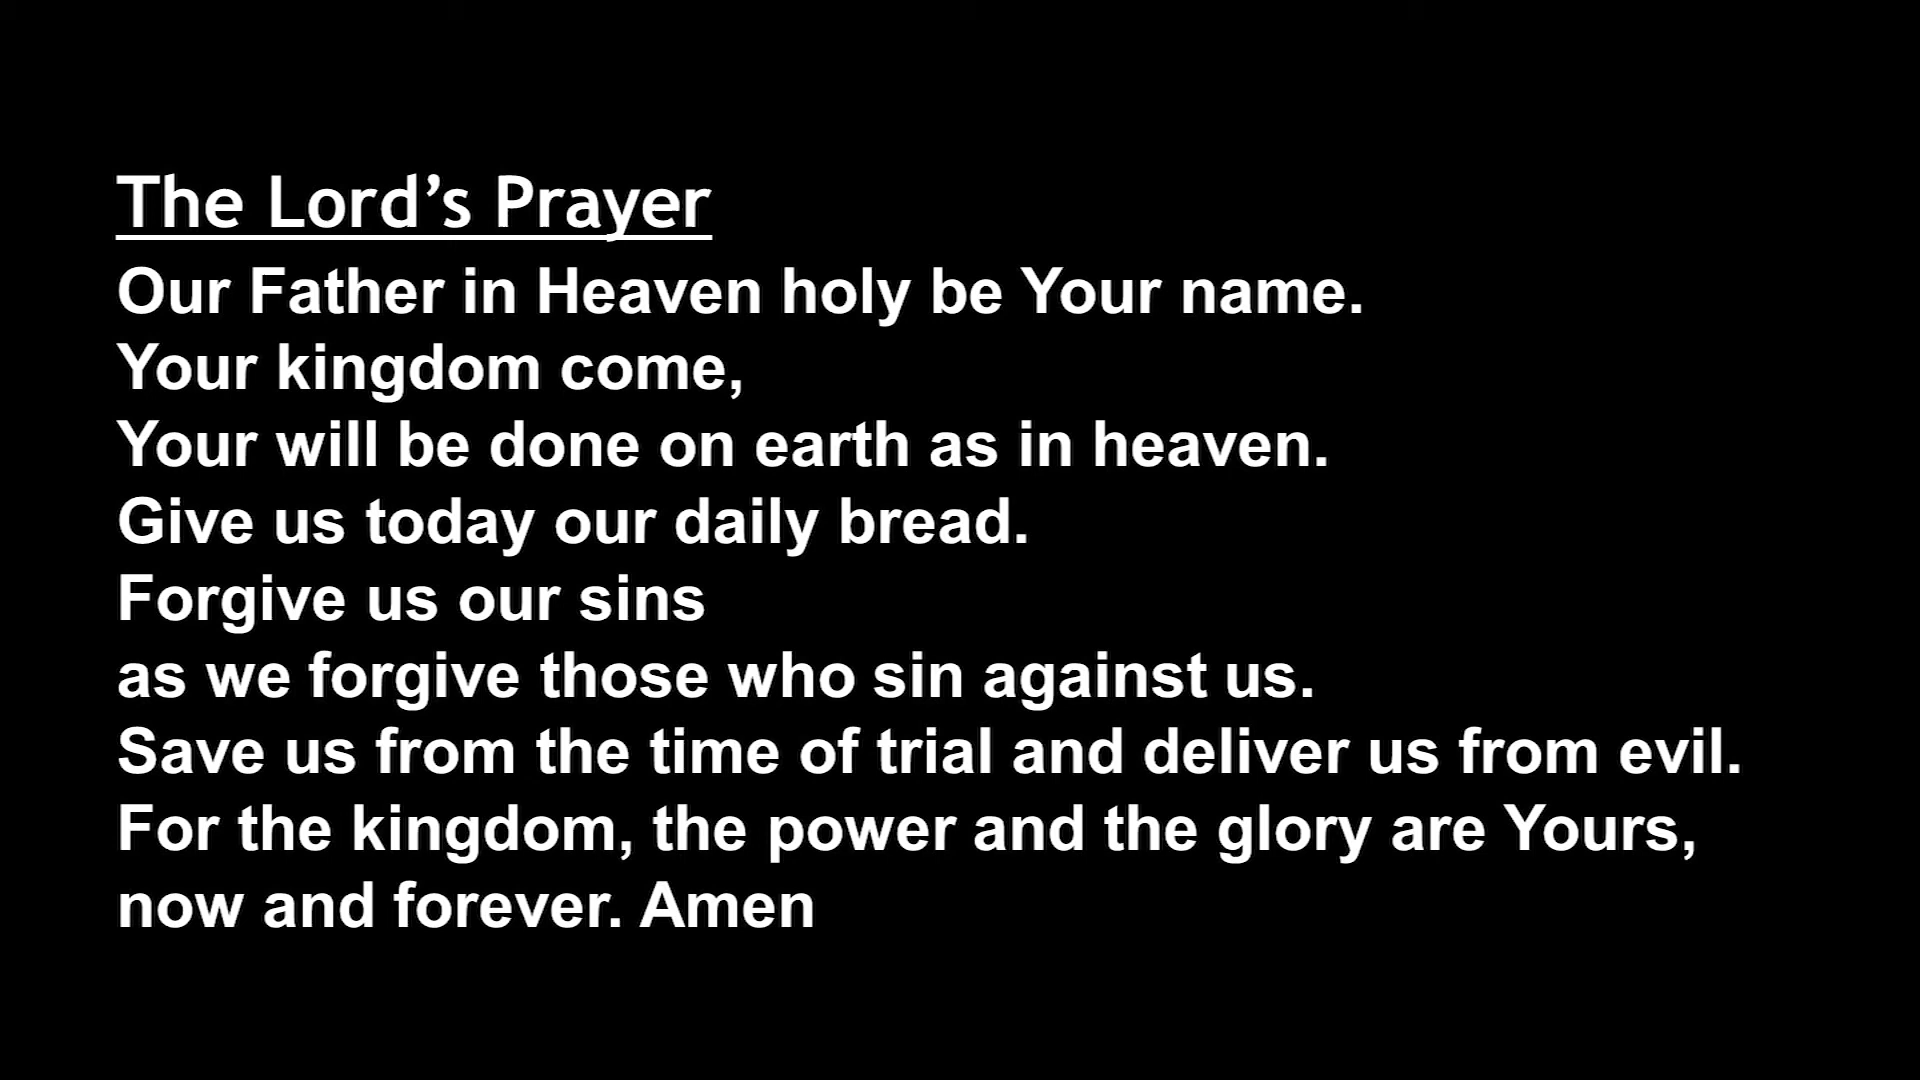 The Lord’s Prayer
Our Father in Heaven holy be Your name.
Your kingdom come,
Your will be done on earth as in heaven.
Give us today our daily bread.
Forgive us our sins
as we forgive those who sin against us.
Save us from the time of trial and deliver us from evil.
For the kingdom, the power and the glory are Yours,
now and forever. Amen